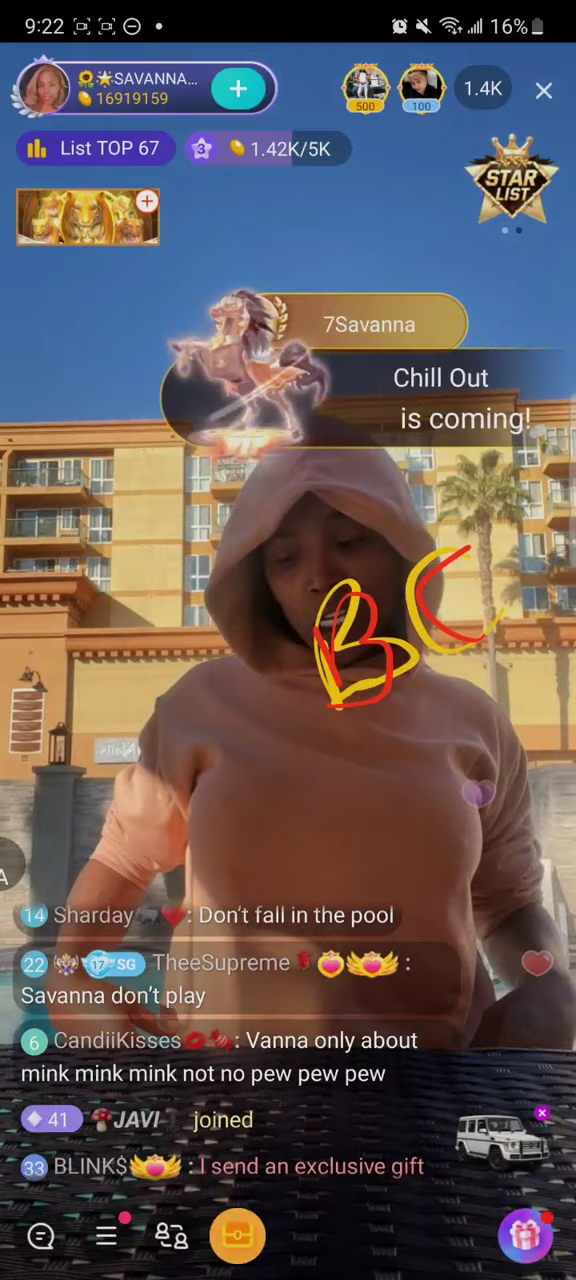 9:22
16%
🌻🌟SAVANNA...
16919159
500
100
1.4K
List TOP 67
3
1.42K/5K
STAR
LIST
7Savanna
Chill Out
is coming!
BC
A
14 Sharday: Don't fall in the pool
22 17 SG TheeSupreme :
Savanna don't play
6 CandiiKisses: Vanna only about
mink mink mink not no pew pew pew
41 JAVI joined
33 BLINK$ : I send an exclusive gift